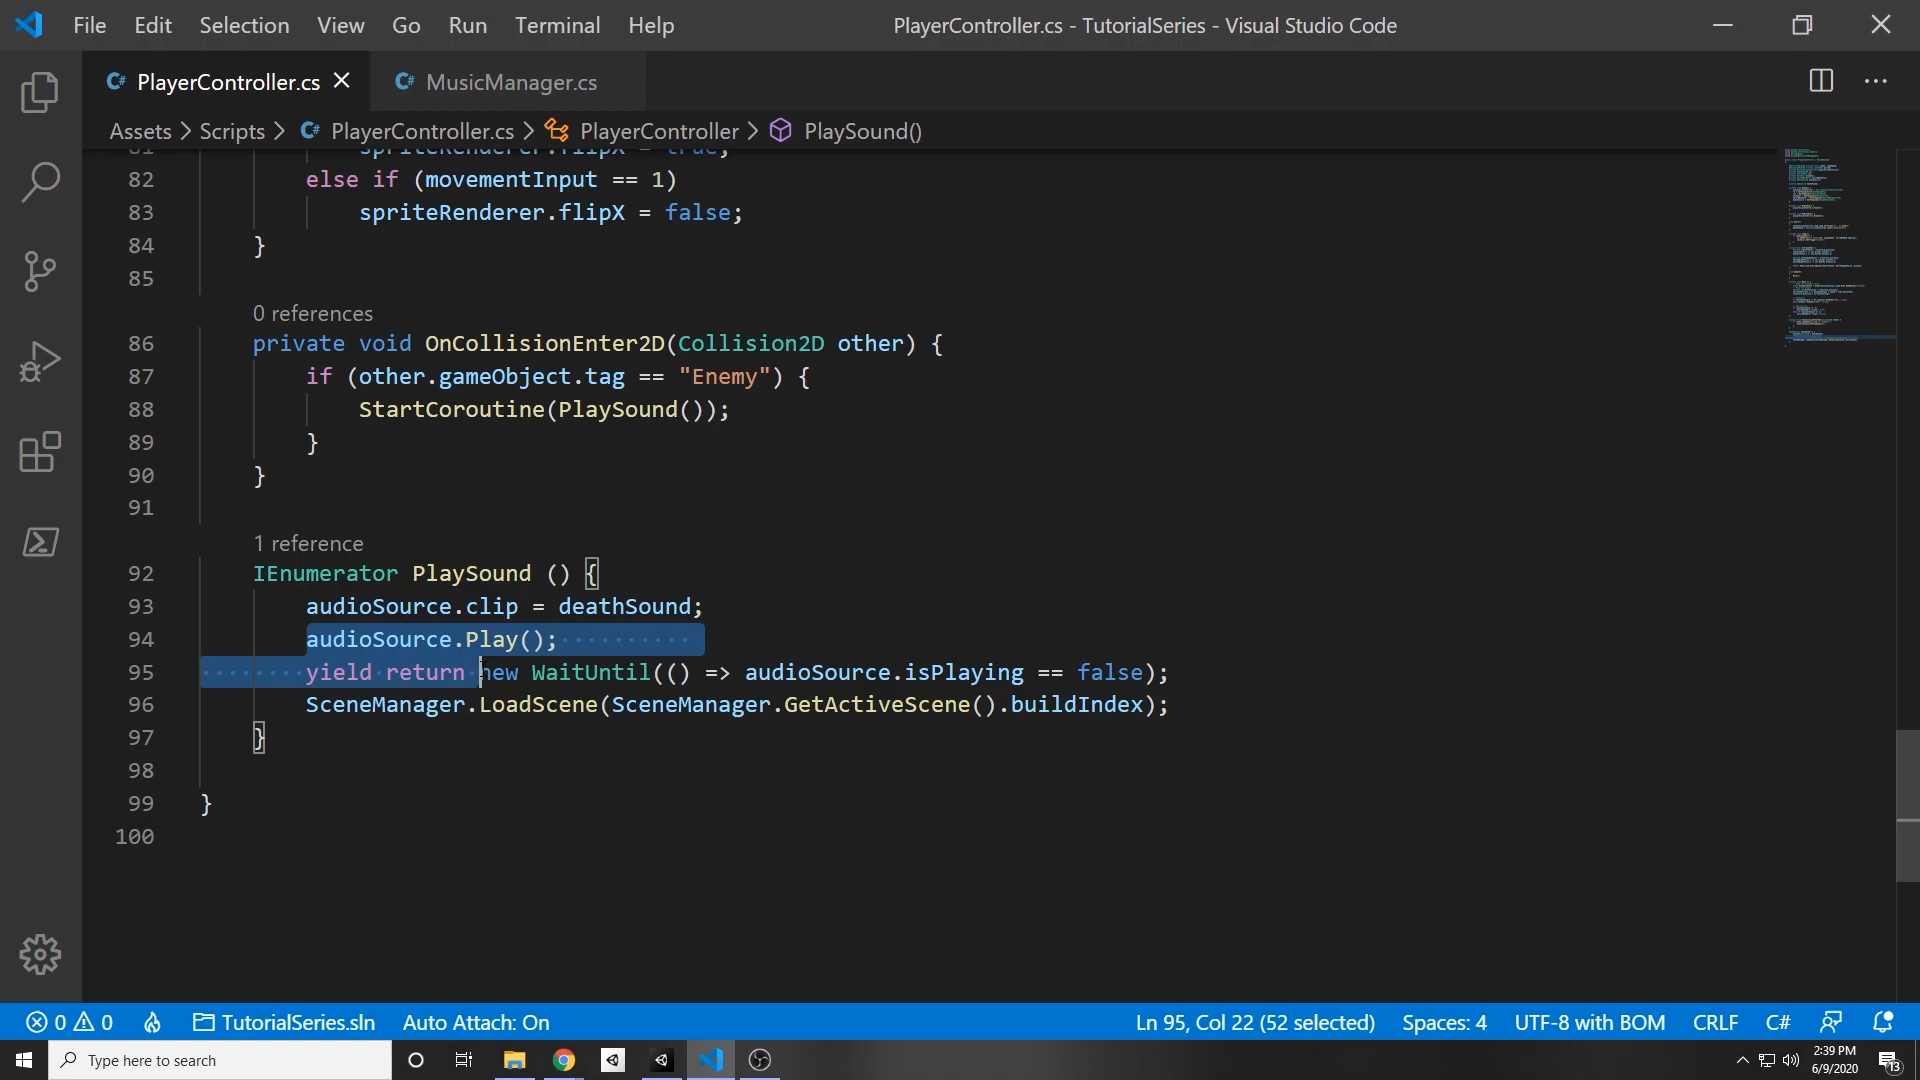 File Edit Selection View Go Run Terminal Help
PlayerController.cs - TutorialSeries - Visual Studio Code
PlayerController.cs
MusicManager.cs
Assets > Scripts > PlayerController.cs > PlayerController > PlaySound()
81 spriteRenderer.flipX = true;
82 else if (movementInput == 1)
83 spriteRenderer.flipX = false;
84 }
85
0 references
86 private void OnCollisionEnter2D(Collision2D other) {
87 if (other.gameObject.tag == "Enemy") {
88 StartCoroutine(PlaySound());
89 }
90 }
91
1 reference
92 IEnumerator PlaySound () {
93 audioSource.clip = deathSound;
94 audioSource.Play();
95 yield return new WaitUntil(() => audioSource.isPlaying == false);
96 SceneManager.LoadScene(SceneManager.GetActiveScene().buildIndex);
97 }
98
99 }
100
0 0 TutorialSeries.sln Auto Attach: On Ln 95, Col 22 (52 selected) Spaces: 4 UTF-8 with BOM CRLF C#
Type here to search
2:39 PM
6/9/2020
13